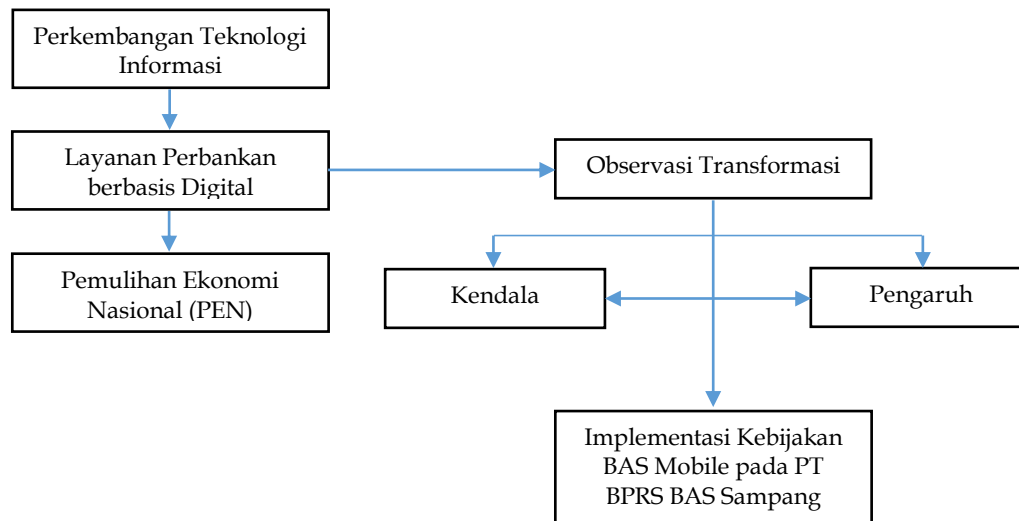 Perkembangan Teknologi
Informasi
Layanan Perbankan
berbasis Digital
Observasi Transformasi
Pemulihan Ekonomi
Nasional (PEN)
Kendala
Pengaruh
Implementasi Kebijakan
BAS Mobile pada PT
BPRS BAS Sampang